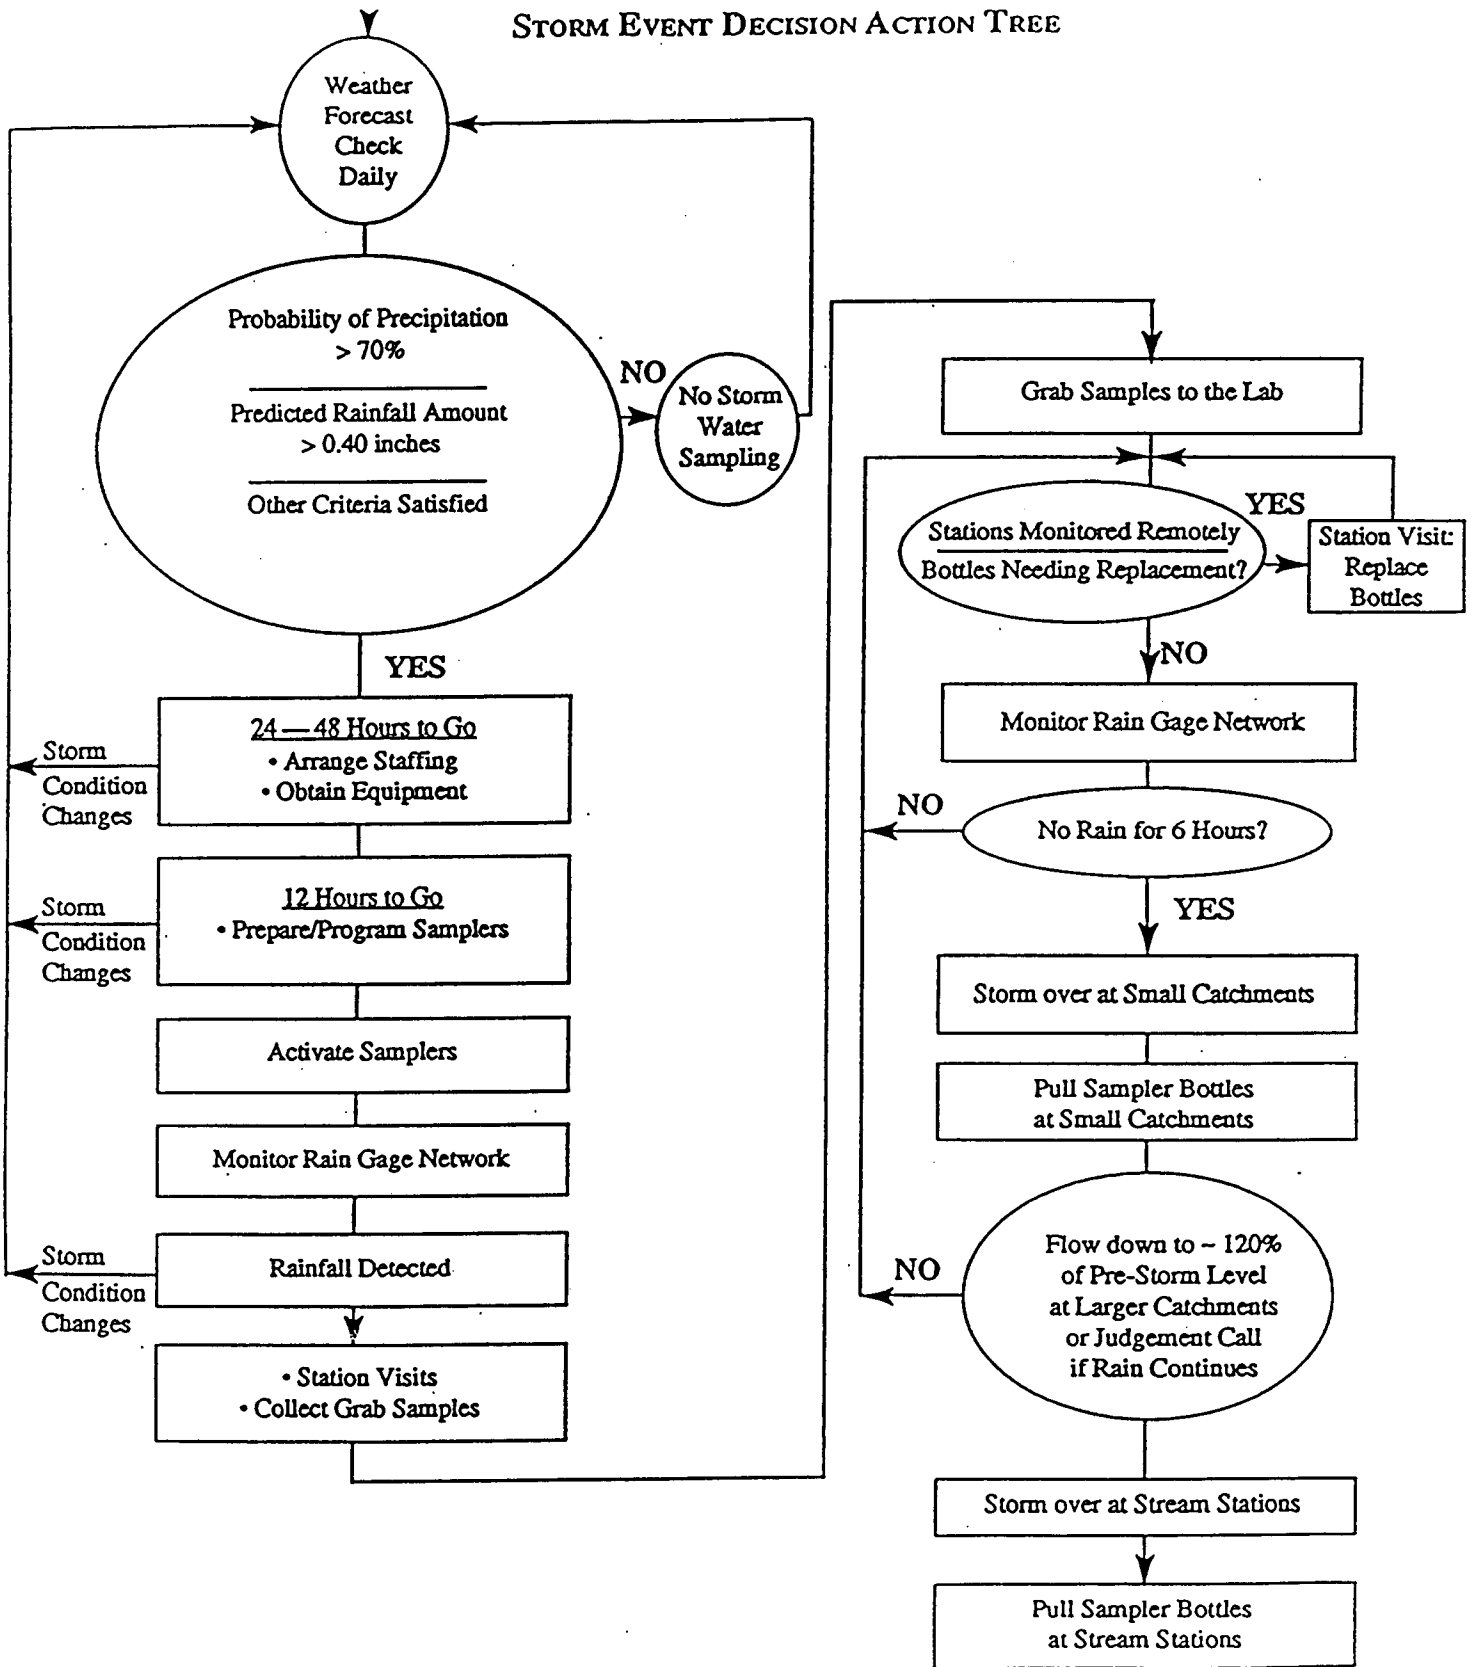 STORM EVENT DECISION ACTION TREE
Weather
Forecast
Check
Daily
Probability of Precipitation
> 70%
Predicted Rainfall Amount
> 0.40 inches
Other Criteria Satisfied
NO
No Storm
Water
Sampling
YES
24 — 48 Hours to Go
• Arrange Staffing
• Obtain Equipment
Storm
Condition
Changes
12 Hours to Go
• Prepare/Program Samplers
Storm
Condition
Changes
Activate Samplers
Monitor Rain Gage Network
Rainfall Detected
Storm
Condition
Changes
• Station Visits
• Collect Grab Samples
Grab Samples to the Lab
Stations Monitored Remotely
Bottles Needing Replacement?
YES
Station Visit:
Replace
Bottles
NO
Monitor Rain Gage Network
No Rain for 6 Hours?
NO
YES
Storm over at Small Catchments
Pull Sampler Bottles
at Small Catchments
Flow down to ~ 120%
of Pre-Storm Level
at Larger Catchments
or Judgement Call
if Rain Continues
NO
Storm over at Stream Stations
Pull Sampler Bottles
at Stream Stations